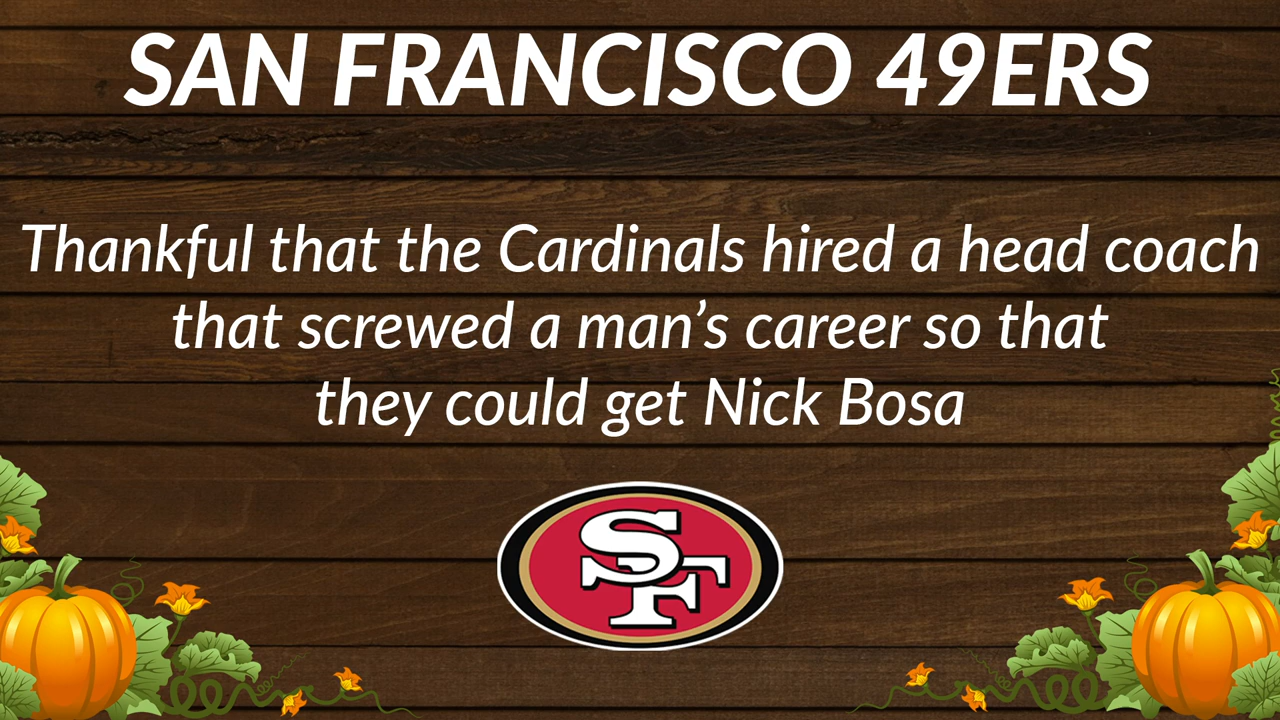 SAN FRANCISCO 49ERS
Thankful that the Cardinals hired a head coach
that screwed a man’s career so that
they could get Nick Bosa
SF